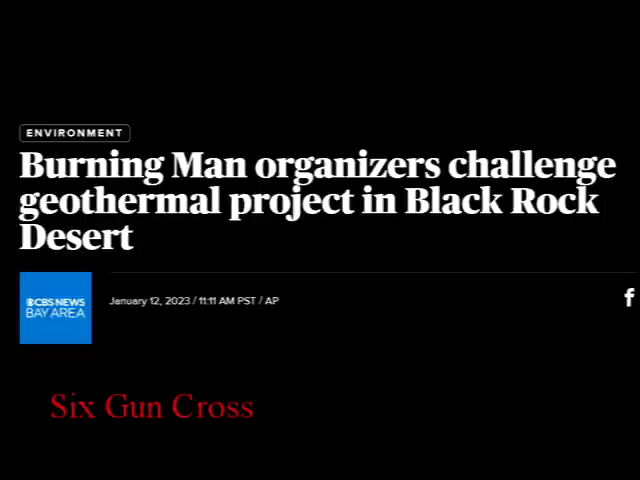 ENVIRONMENT
Burning Man organizers challenge
geothermal project in Black Rock
Desert
CBS NEWS
BAY AREA
January 12, 2023 / 11:11 AM PST / AP
f
Six Gun Cross